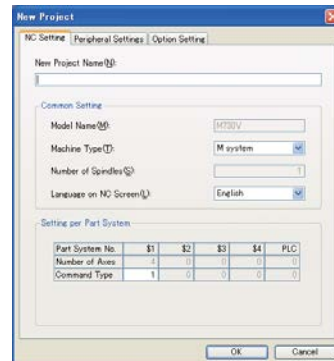 New Project
NC Setting Peripheral Settings Option Setting
New Project Name(N):
Common Setting
Model Name(M): M730V
Machine Type(T): M system
Number of Spindles(S): 1
Language on NC Screen(L): English
Setting per Part System
Part System No. $1 $2 $3 $4 PLC
Number of Axes 4 0 0 0 0
Command Type 1 0 0 0 0
OK Cancel